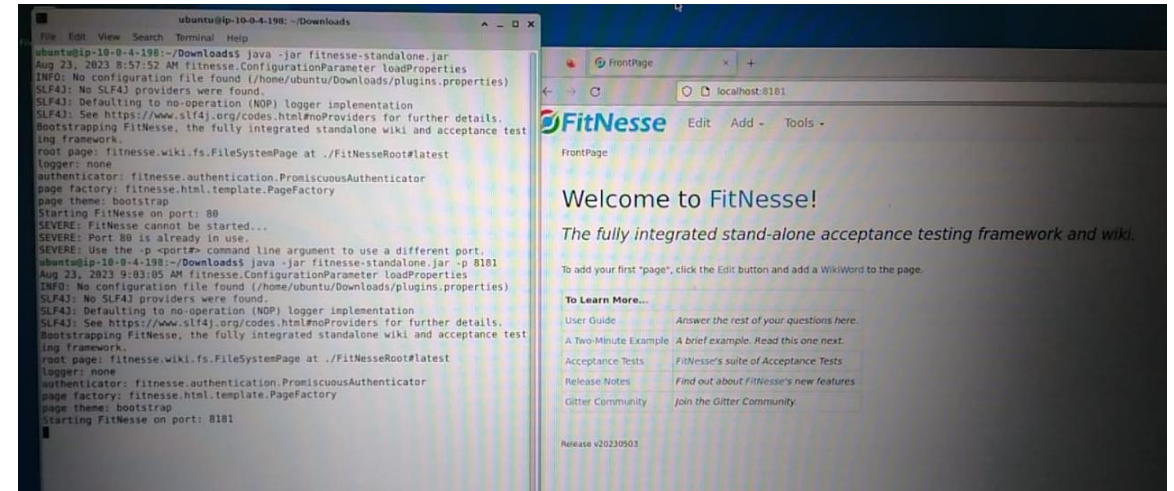 ubuntu@ip-10-0-4-198: ~/Downloads
File Edit View Search Terminal Help
ubuntu@ip-10-0-4-198:~/Downloads$ java -jar fitnesse-standalone.jar
Aug 23, 2023 8:57:52 AM fitnesse.ConfigurationParameter loadProperties
INFO: No configuration file found (/home/ubuntu/Downloads/plugins.properties)
SLF4J: No SLF4J providers were found.
SLF4J: Defaulting to no-operation (NOP) logger implementation
SLF4J: See https://www.slf4j.org/codes.html#noProviders for further details.
Bootstrapping FitNesse, the fully integrated standalone wiki and acceptance test
ing framework.
root page: fitnesse.wiki.fs.FileSystemPage at ./FitNesseRoot#latest
logger: none
authenticator: fitnesse.authentication.PromiscuousAuthenticator
page factory: fitnesse.html.template.PageFactory
page theme: bootstrap
Starting FitNesse on port: 80
SEVERE: FitNesse cannot be started...
SEVERE: Port 80 is already in use.
SEVERE: Use the -p <port#> command line argument to use a different port.
ubuntu@ip-10-0-4-198:~/Downloads$ java -jar fitnesse-standalone.jar -p 8181
Aug 23, 2023 9:03:05 AM fitnesse.ConfigurationParameter loadProperties
INFO: No configuration file found (/home/ubuntu/Downloads/plugins.properties)
SLF4J: No SLF4J providers were found.
SLF4J: Defaulting to no-operation (NOP) logger implementation
SLF4J: See https://www.slf4j.org/codes.html#noProviders for further details.
Bootstrapping FitNesse, the fully integrated standalone wiki and acceptance test
ing framework.
root page: fitnesse.wiki.fs.FileSystemPage at ./FitNesseRoot#latest
logger: none
authenticator: fitnesse.authentication.PromiscuousAuthenticator
page factory: fitnesse.html.template.PageFactory
page theme: bootstrap
Starting FitNesse on port: 8181
FrontPage
localhost:8181
FitNesse Edit Add Tools
FrontPage
Welcome to FitNesse!
The fully integrated stand-alone acceptance testing framework and wiki.
To add your first "page", click the Edit button and add a WikiWord to the page.
To Learn More...
User Guide Answer the rest of your questions here.
A Two-Minute Example A brief example. Read this one next.
Acceptance Tests FitNesse's suite of Acceptance Tests
Release Notes Find out about FitNesse's new features
Gitter Community Join the Gitter Community.
Release v20230503